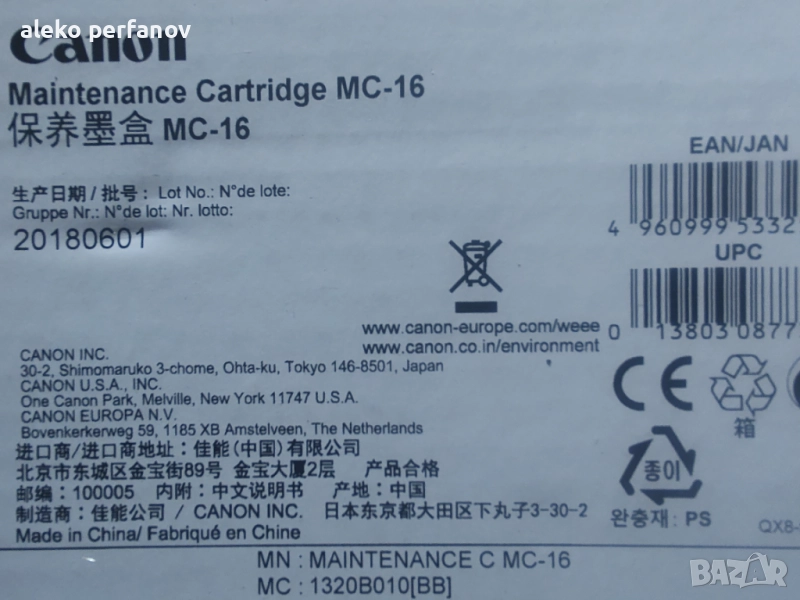 aleko perfanov
Canon
Maintenance Cartridge MC-16
保养墨盒 MC-16
EAN/JAN
生产日期 / 批号: Lot No.: N°de lote:
Gruppe Nr.: N°de lot: Nr. lotto:
20180601
4 960999 5332
UPC
www.canon-europe.com/weee
0 13803 0877
www.canon.co.in/environment
CANON INC.
30-2, Shimomaruko 3-chome, Ohta-ku, Tokyo 146-8501, Japan
CANON U.S.A., INC.
One Canon Park, Melville, New York 11747 U.S.A.
CANON EUROPA N.V.
Bovenkerkerweg 59, 1185 XB Amstelveen, The Netherlands
CE
箱
进口商/进口商地址: 佳能(中国)有限公司
北京市东城区金宝街89号 金宝大厦2层 产品合格
邮编: 100005 内附: 中文说明书 产地: 中国
制造商: 佳能公司 / CANON INC. 日本东京都大田区下丸子3-30-2
종이
완충재: PS
Made in China/ Fabriqué en Chine
QX8-
MN : MAINTENANCE C MC-16
MC : 1320B010[BB]
BAZAR